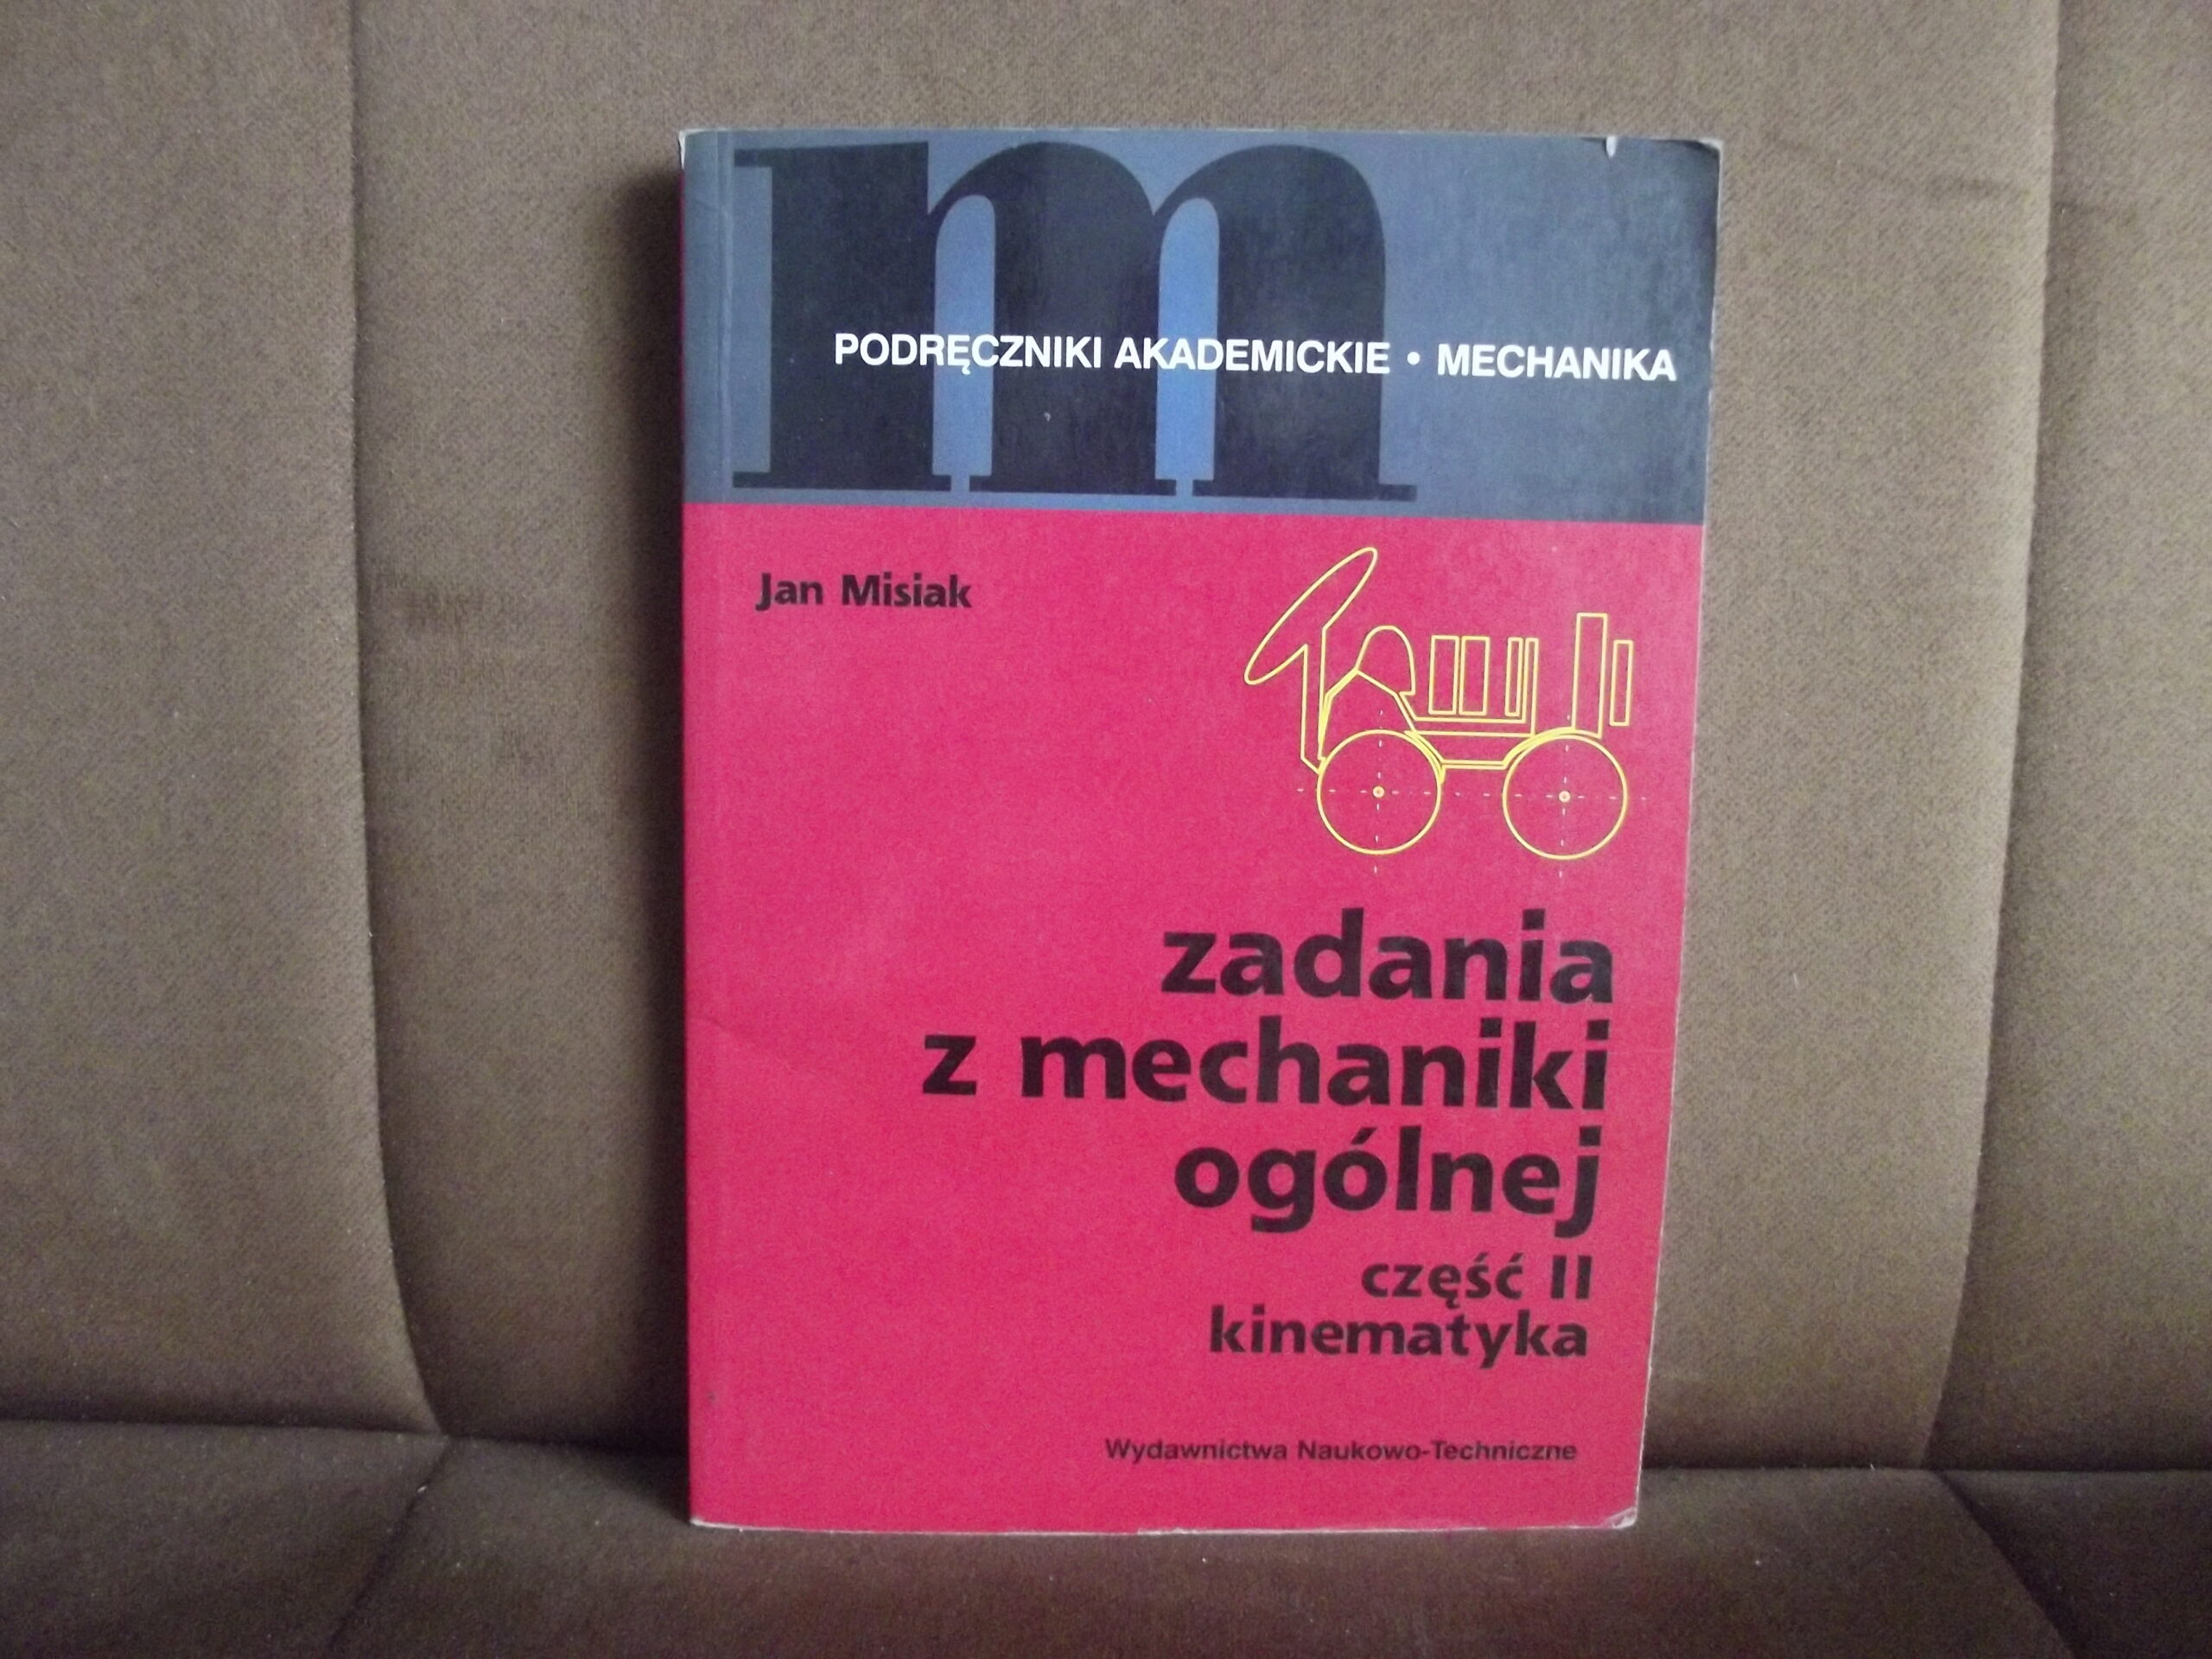 m
PODRĘCZNIKI AKADEMICKIE • MECHANIKA
Jan Misiak
zadania
z mechaniki
ogólnej
część II
kinematyka
Wydawnictwa Naukowo-Techniczne